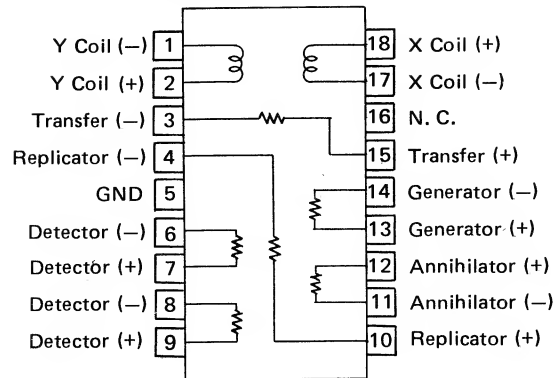 Y Coil (—) 1
Y Coil (+) 2
Transfer (—) 3
Replicator (—) 4
GND 5
Detector (—) 6
Detector (+) 7
Detector (—) 8
Detector (+) 9
18 X Coil (+)
17 X Coil (—)
16 N. C.
15 Transfer (+)
14 Generator (—)
13 Generator (+)
12 Annihilator (+)
11 Annihilator (—)
10 Replicator (+)